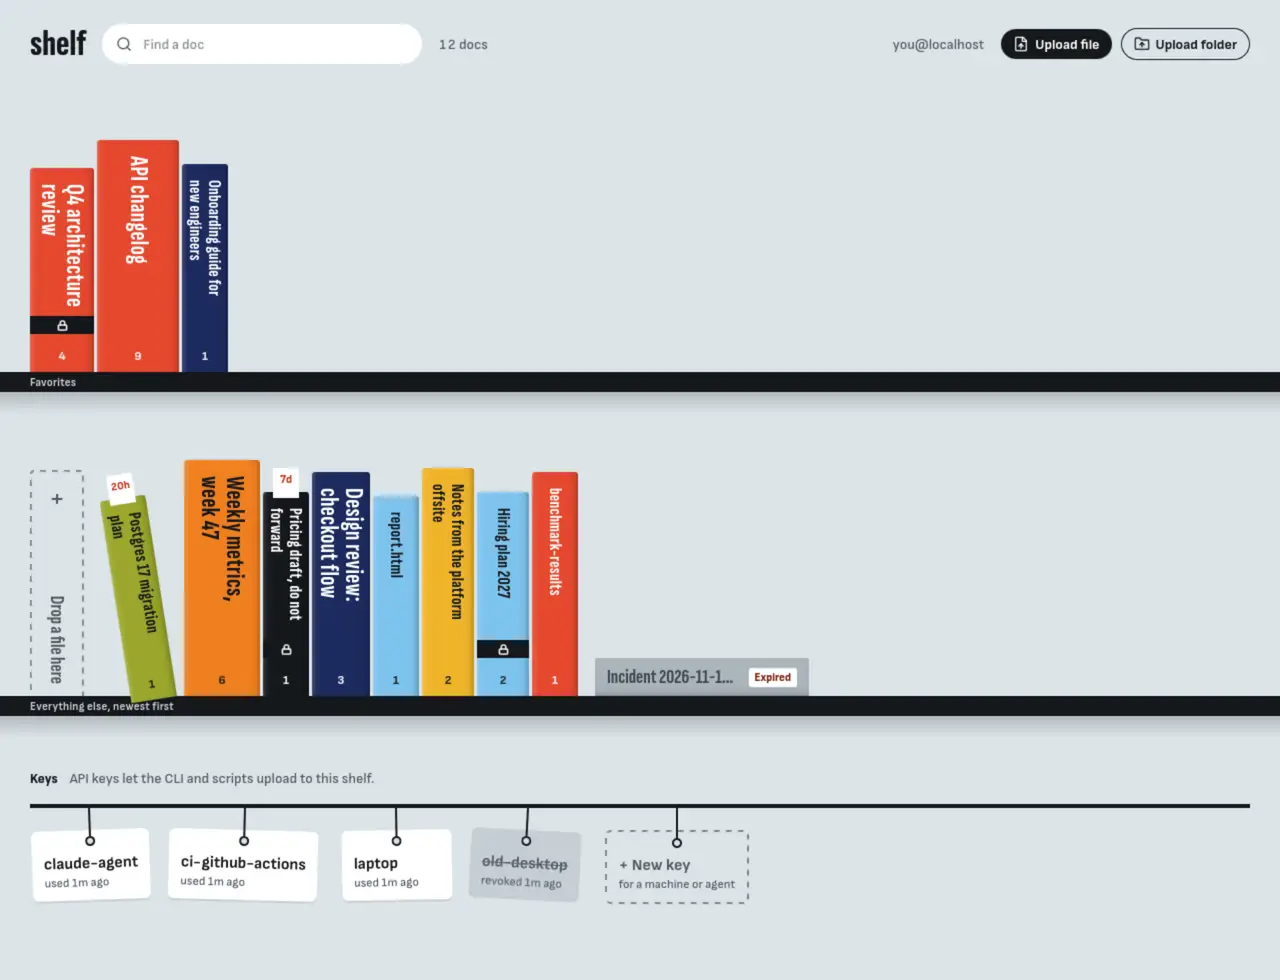 shelf
Find a doc
12 docs
you@localhost
Upload file
Upload folder
Q4 architecture
review
4
API changelog
9
Onboarding guide for
new engineers
1
Favorites
+
Drop a file here
20h
Postgres 17 migration
plan
1
Weekly metrics,
week 47
6
7d
Pricing draft, do not
forward
1
Design review:
checkout flow
3
report.html
1
Notes from the platform
offsite
2
Hiring plan 2027
2
benchmark-results
1
Incident 2026-11-1...
Expired
Everything else, newest first
Keys
API keys let the CLI and scripts upload to this shelf.
claude-agent
used 1m ago
ci-github-actions
used 1m ago
laptop
used 1m ago
old-desktop
revoked 1m ago
+ New key
for a machine or agent